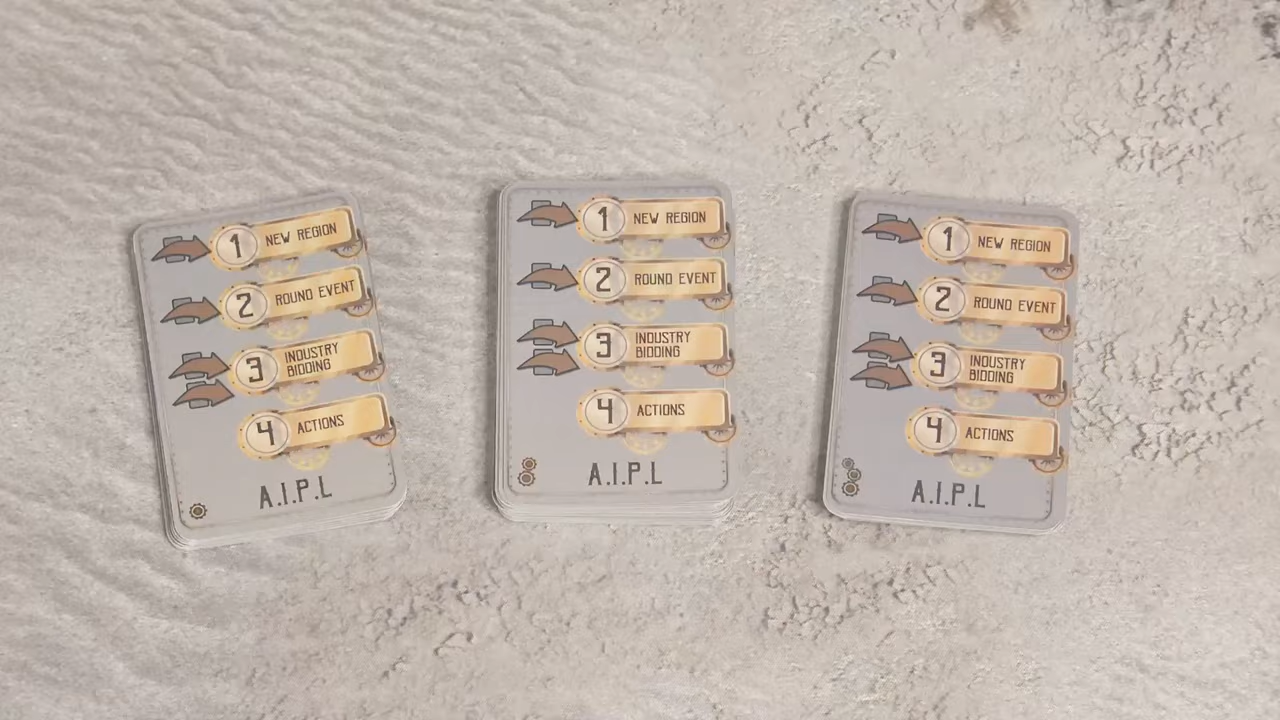 1 NEW REGION
2 ROUND EVENT
3 INDUSTRY
BIDDING
4 ACTIONS
A.I.P.L
1 NEW REGION
2 ROUND EVENT
3 INDUSTRY
BIDDING
4 ACTIONS
A.I.P.L
1 NEW REGION
2 ROUND EVENT
3 INDUSTRY
BIDDING
4 ACTIONS
A.I.P.L